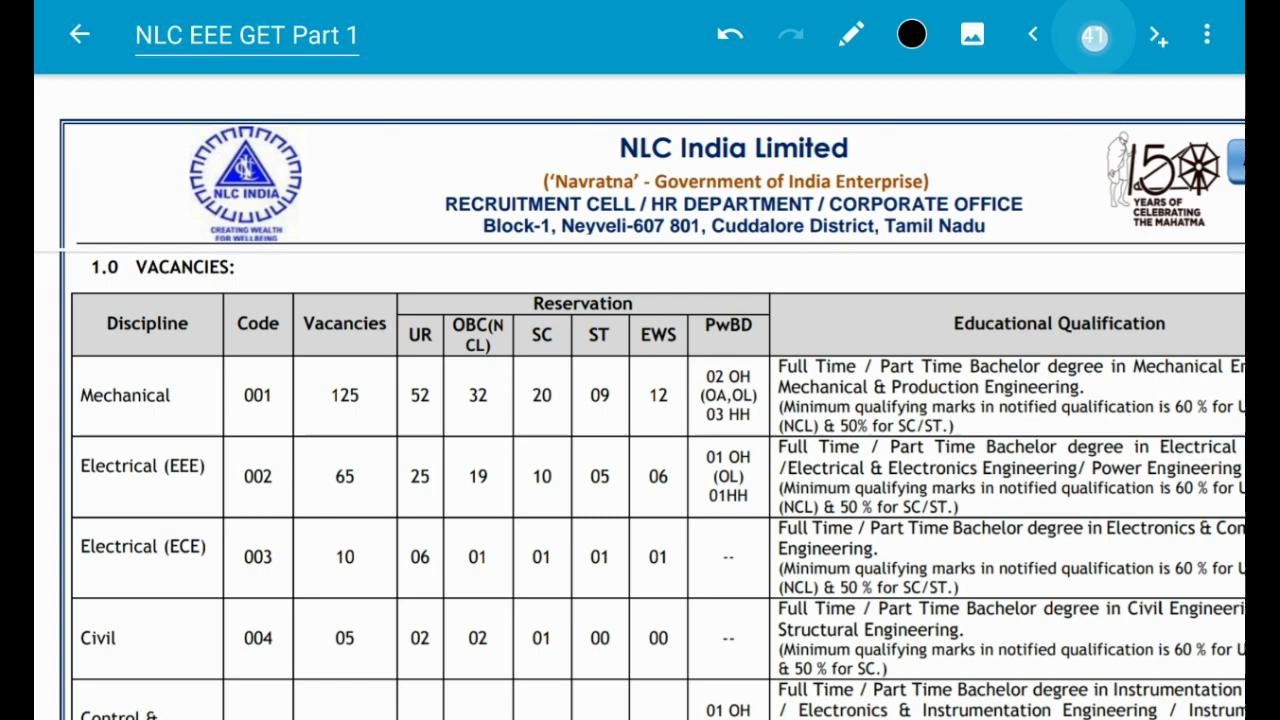 NLC EEE GET Part 1
41
NLC INDIA
CREATING WEALTH
FOR WELLBEING
NLC India Limited
('Navratna' - Government of India Enterprise)
RECRUITMENT CELL / HR DEPARTMENT / CORPORATE OFFICE
Block-1, Neyveli-607 801, Cuddalore District, Tamil Nadu
150
YEARS OF
CELEBRATING
THE MAHATMA
1.0 VACANCIES:
Discipline Code Vacancies Reservation Educational Qualification
UR OBC(N CL) SC ST EWS PwBD
Mechanical 001 125 52 32 20 09 12 02 OH (OA,OL) 03 HH
Full Time / Part Time Bachelor degree in Mechanical
Mechanical & Production Engineering.
(Minimum qualifying marks in notified qualification is 60 % for
(NCL) & 50% for SC/ST.)
Electrical (EEE) 002 65 25 19 10 05 06 01 OH (OL) 01HH
Full Time / Part Time Bachelor degree in Electrical
/Electrical & Electronics Engineering/ Power Engineering
(Minimum qualifying marks in notified qualification is 60 % for
(NCL) & 50 % for SC/ST.)
Electrical (ECE) 003 10 06 01 01 01 01 --
Full Time / Part Time Bachelor degree in Electronics &
Engineering.
(Minimum qualifying marks in notified qualification is 60 % for
(NCL) & 50 % for SC/ST.)
Civil 004 05 02 02 01 00 00 --
Full Time / Part Time Bachelor degree in Civil
Structural Engineering.
(Minimum qualifying marks in notified qualification is 60 % for
& 50 % for SC.)
Control & 01 OH
Full Time / Part Time Bachelor degree in Instrumentation
/ Electronics & Instrumentation Engineering /